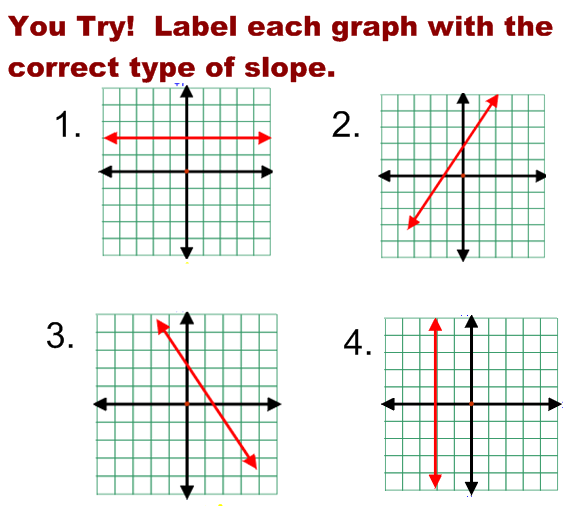 You Try!  Label each graph with the
correct type of slope.
1.
2.
3.
4.